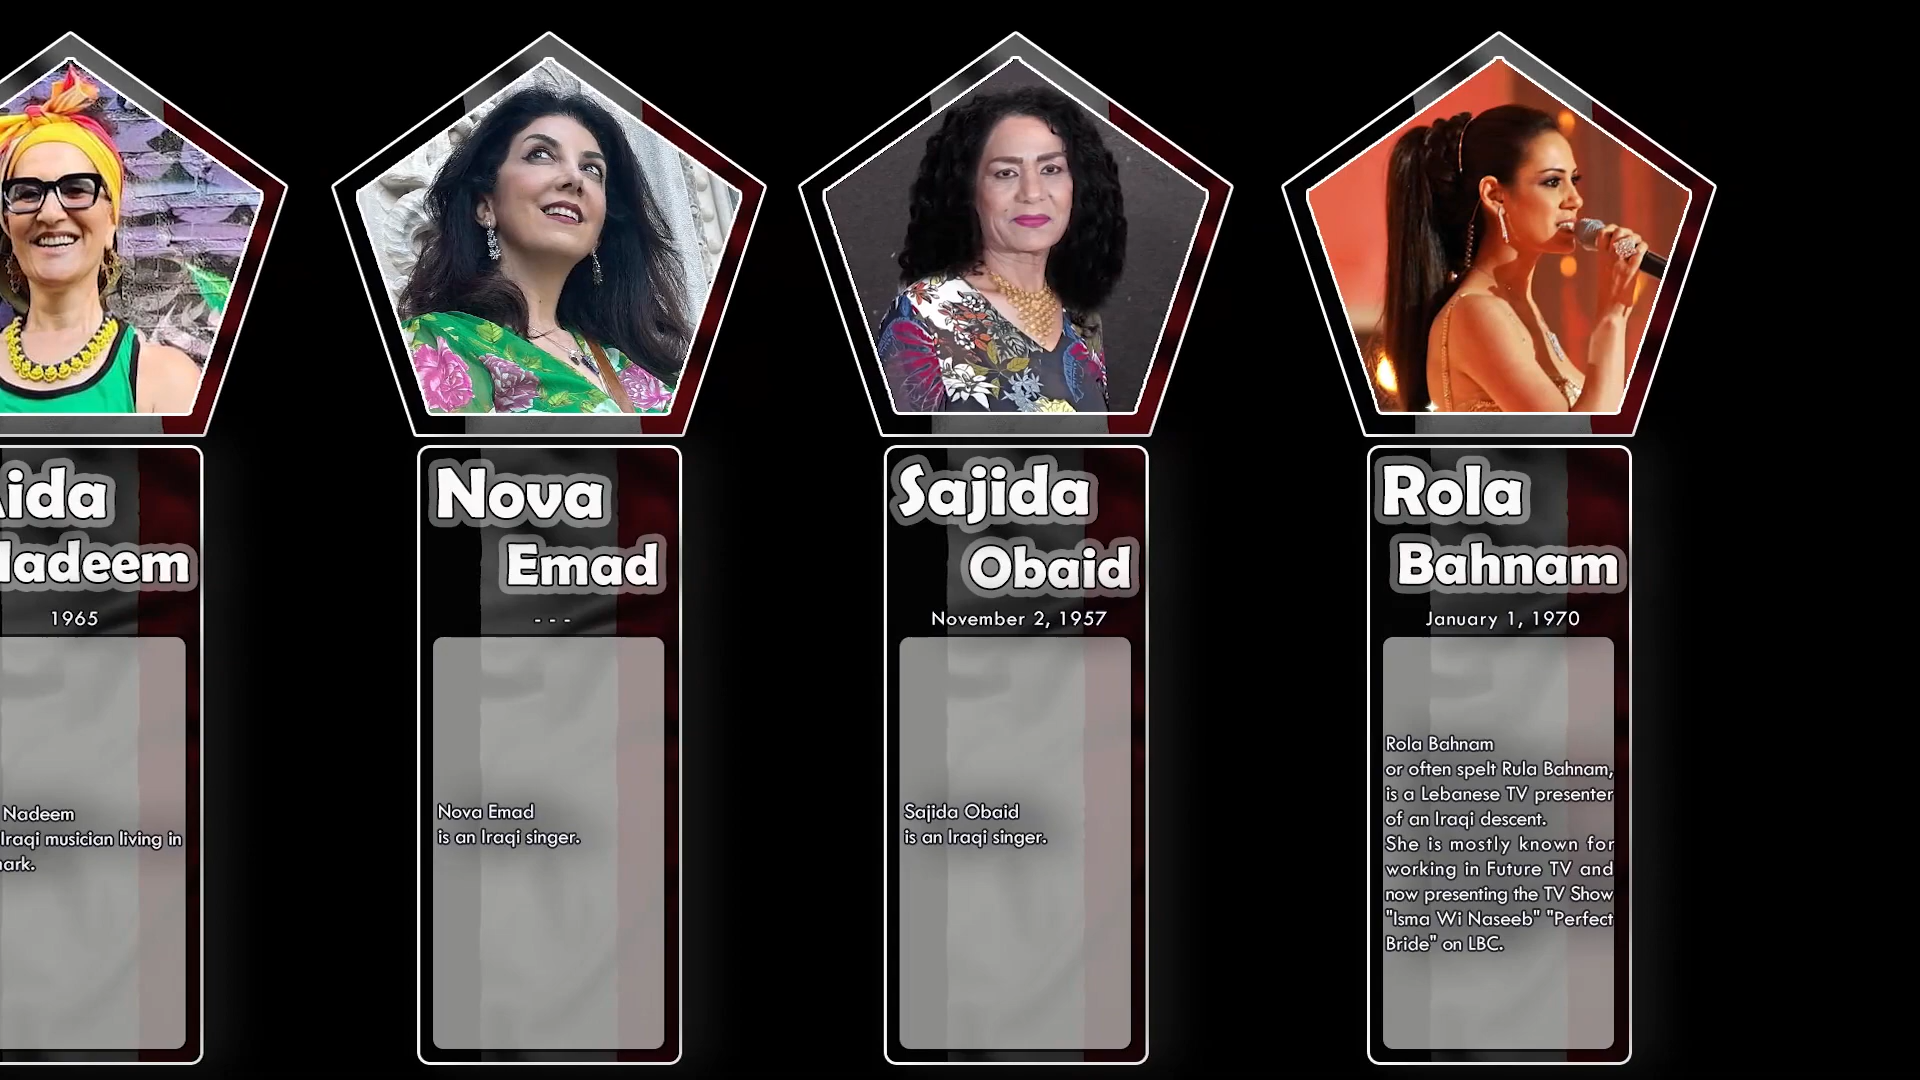 ida
adeem
1965
Nadeem
Iraqi musician living in
ark.
Nova
Emad
- - -
Nova Emad
is an Iraqi singer.
Sajida
Obaid
November 2, 1957
Sajida Obaid
is an Iraqi singer.
Rola
Bahnam
January 1, 1970
Rola Bahnam
or often spelt Rula Bahnam,
is a Lebanese TV presenter
of an Iraqi descent.
She is mostly known for
working in Future TV and
now presenting the TV Show
"Isma Wi Naseeb" "Perfect
Bride" on LBC.